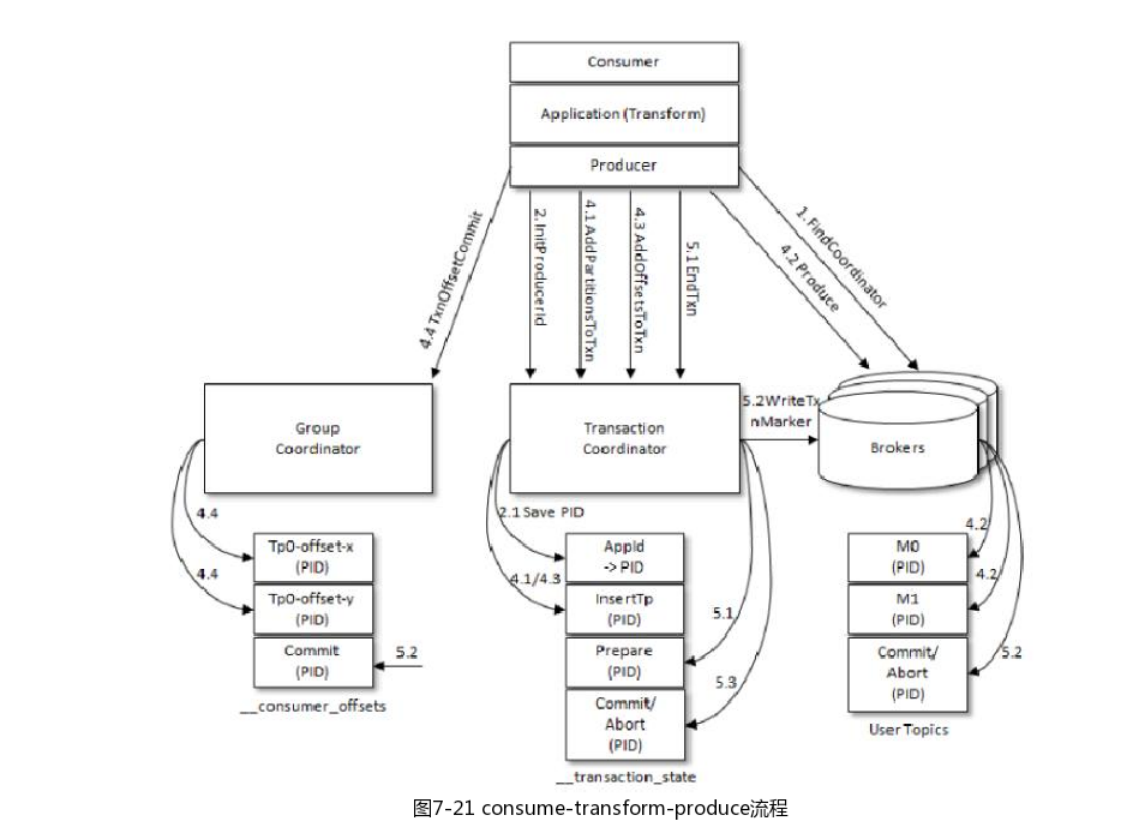 Consumer
Application (Transform)
Producer
4.4 TxnOffsetCommit
2. InitProducerId
4.1 AddPartitionsToTxn
4.3 AddOffsetsToTxn
5.1 EndTxn
4.2 Produce
1. FindCoordinator
Group
Coordinator
Transaction
Coordinator
5.2WriteTx
nMarker
Brokers
4.4
4.4
Tp0-offset-x
(PID)
Tp0-offset-y
(PID)
Commit
(PID)
5.2
__consumer_offsets
2.1 Save PID
4.1/4.3
AppId
-> PID
InsertTp
(PID)
Prepare
(PID)
Commit/
Abort
(PID)
5.1
5.3
__transaction_state
4.2
4.2
5.2
M0
(PID)
M1
(PID)
Commit/
Abort
(PID)
User Topics
图7-21 consume-transform-produce流程